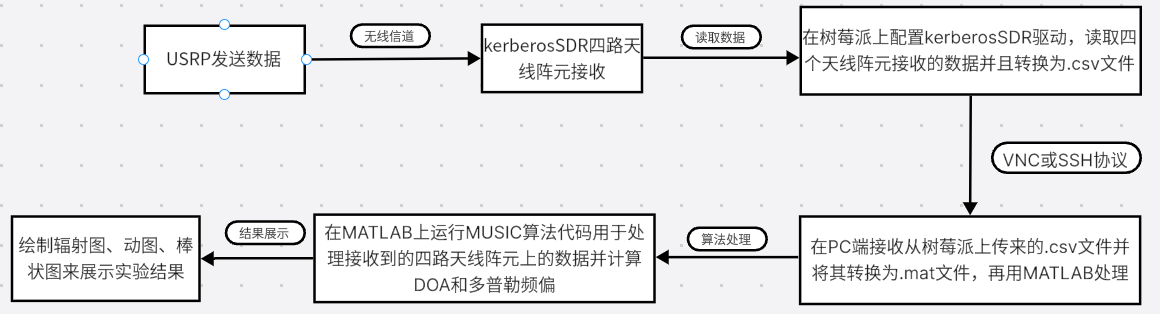 USRP发送数据
无线信道
kerberosSDR四路天
线阵元接收
读取数据
在树莓派上配置kerberosSDR驱动，读取四
个天线阵元接收的数据并且转换为.csv文件
VNC或SSH协议
在PC端接收从树莓派上传来的.csv文件并
将其转换为.mat文件，再用MATLAB处理
算法处理
在MATLAB上运行MUSIC算法代码用于处
理接收到的四路天线阵元上的数据并计算
DOA和多普勒频偏
结果展示
绘制辐射图、动图、棒
状图来展示实验结果